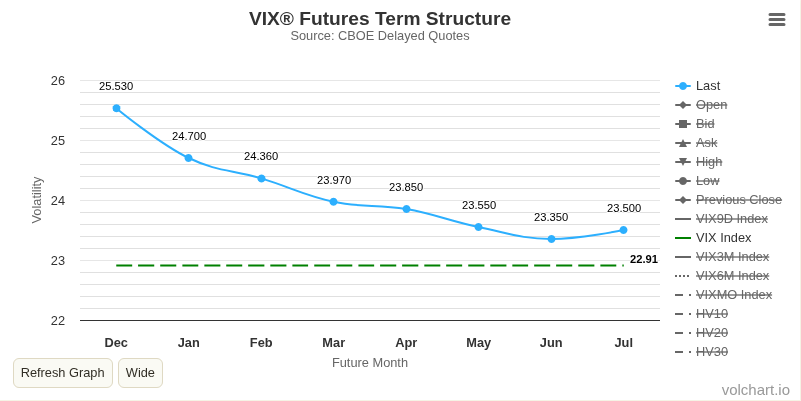 VIX® Futures Term Structure
Source: CBOE Delayed Quotes
26
25
24
23
22
Volatility
25.530
24.700
24.360
23.970
23.850
23.550
23.350
23.500
22.91
Dec Jan Feb Mar Apr May Jun Jul
Future Month
Last
Open
Bid
Ask
High
Low
Previous Close
VIX9D Index
VIX Index
VIX3M Index
VIX6M Index
VIXMO Index
HV10
HV20
HV30
Refresh Graph Wide
volchart.io